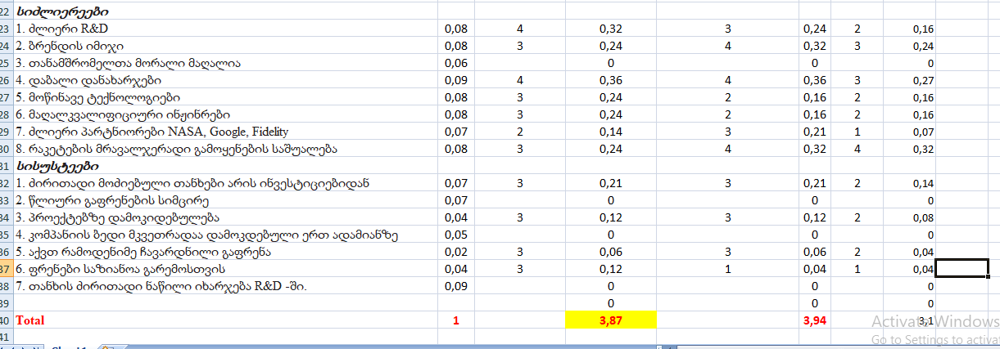 22 სიძლიერეები
23 1. ძლიერი R&D 0,08 4 0,32 3 0,24 2 0,16
24 2. ბრენდის იმიჯი 0,08 3 0,24 4 0,32 3 0,24
25 3. თანამშრომელთა მორალი მაღალია 0,06 0 0 0
26 4. დაბალი დანახარჯები 0,09 4 0,36 4 0,36 3 0,27
27 5. მოწინავე ტექნოლოგიები 0,08 3 0,24 2 0,16 2 0,16
28 6. მაღალკვალიფიციური ინჟინრები 0,08 3 0,24 2 0,16 2 0,16
29 7. ძლიერი პარტნიორები NASA, Google, Fidelity 0,07 2 0,14 3 0,21 1 0,07
30 8. რაკეტების მრავალჯერადი გამოყენების საშუალება 0,08 3 0,24 4 0,32 4 0,32
31 სისუსტეები
32 1. ძირითადი მოძიებული თანხები არის ინვესტიციებიდან 0,07 3 0,21 3 0,21 2 0,14
33 2. წლიური გაფრენების სიმცირე 0,07 0 0 0
34 3. პროექტებზე დამოკიდებულება 0,04 3 0,12 3 0,12 2 0,08
35 4. კომპანიის ბედი მკვეთრადაა დამოკდებული ერთ ადამიანზე 0,05 0 0 0
36 5. აქვთ რამოდენიმე ჩავარდნილი გაფრენა 0,02 3 0,06 3 0,06 2 0,04
37 6. ფრენები საზიანოა გარემოსთვის 0,04 3 0,12 1 0,04 1 0,04
38 7. თანხის ძირითადი ნაწილი იხარჯება R&D -ში. 0,09 0 0 0
39 0 0 0
40 Total 1 3,87 3,94 3,1
Activate Windows
41
Go to Settings to activa